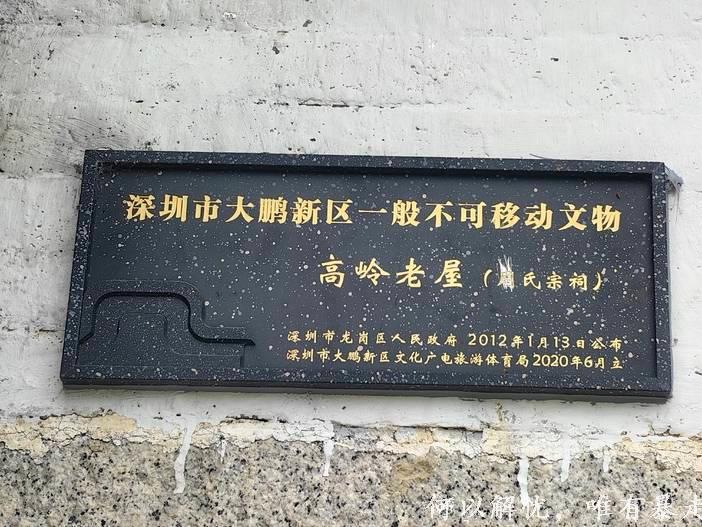 深圳市大鹏新区一般不可移动文物
高岭老屋（周氏宗祠）
深圳市龙岗区人民政府 2012年1月13日公布
深圳市大鹏新区文化广电旅游体育局2020年6月立
何以解忧，唯有暴走